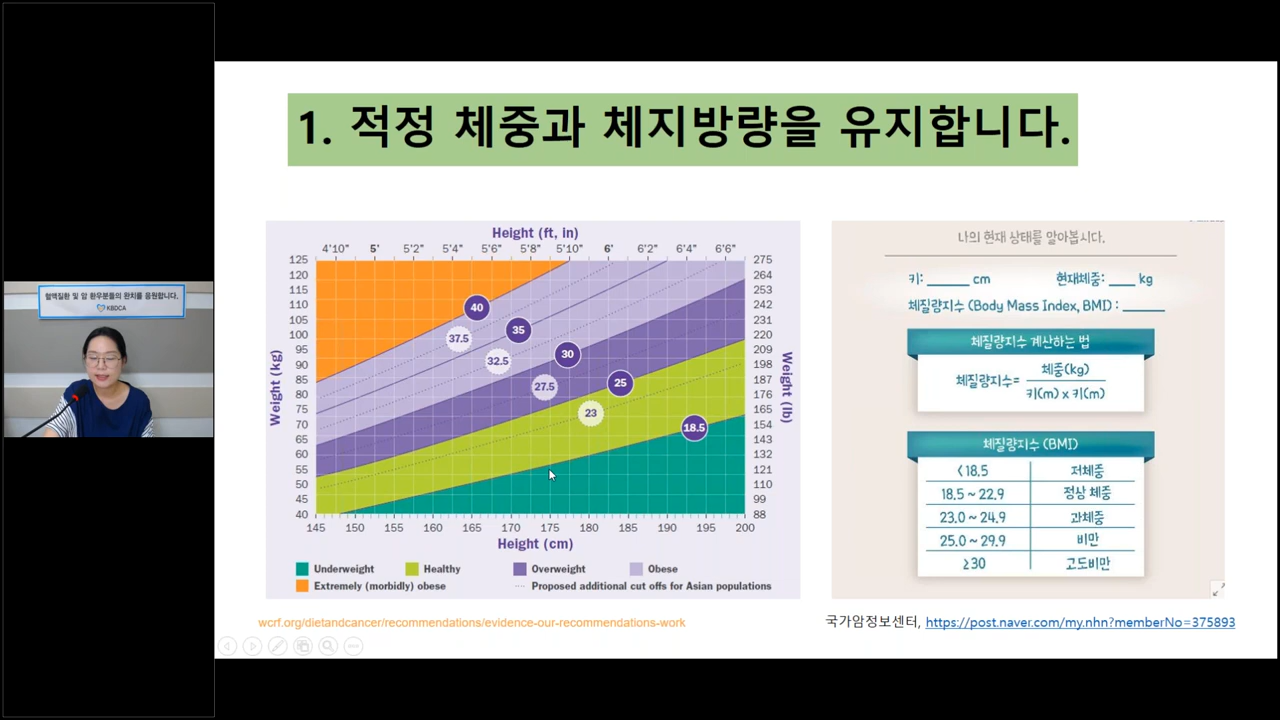 혈액질환 및 암 환우분들의 완치를 응원합니다.
KBDCA
1. 적정 체중과 체지방량을 유지합니다.
Height (ft, in)
4'10" 5' 5'2" 5'4" 5'6" 5'8" 5'10" 6' 6'2" 6'4" 6'6"
Weight (kg)
125
120
115
110
105
100
95
90
85
80
75
70
65
60
55
50
45
40
40
37.5
35
32.5
30
27.5
25
23
18.5
275
264
253
242
231
220
209
198
187
176
165
154
143
132
121
110
99
88
Weight (lb)
145 150 155 160 165 170 175 180 185 190 195 200
Height (cm)
Underweight Healthy Overweight Obese
Extremely (morbidly) obese Proposed additional cut offs for Asian populations
wcrf.org/dietandcancer/recommendations/evidence-our-recommendations-work
나의 현재 상태를 알아봅시다.
키: ______ cm 현재체중: ____ kg
체질량지수 (Body Mass Index, BMI) : ______
체질량지수 계산하는 법
체질량지수= 체중(kg)
키(m) x 키(m)
체질량지수 (BMI)
<18.5 저체중
18.5 ~ 22.9 정상 체중
23.0 ~ 24.9 과체중
25.0 ~ 29.9 비만
≥30 고도비만
국가암정보센터, https://post.naver.com/my.nhn?memberNo=375893